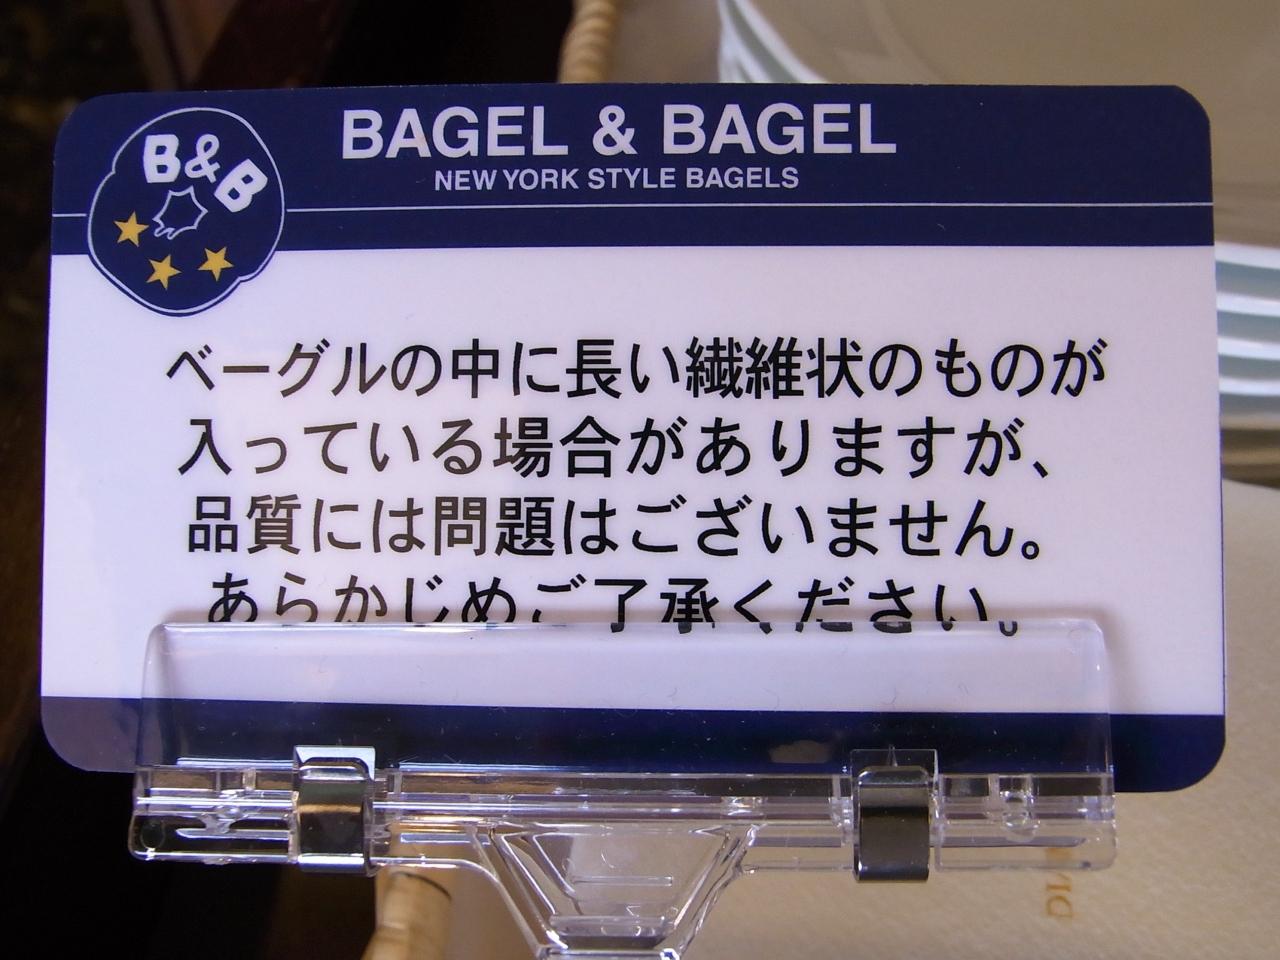 BAGEL & BAGEL
NEW YORK STYLE BAGELS
B&B
ベーグルの中に長い繊維状のものが
入っている場合がありますが、
品質には問題はございません。
あらかじめご了承ください。